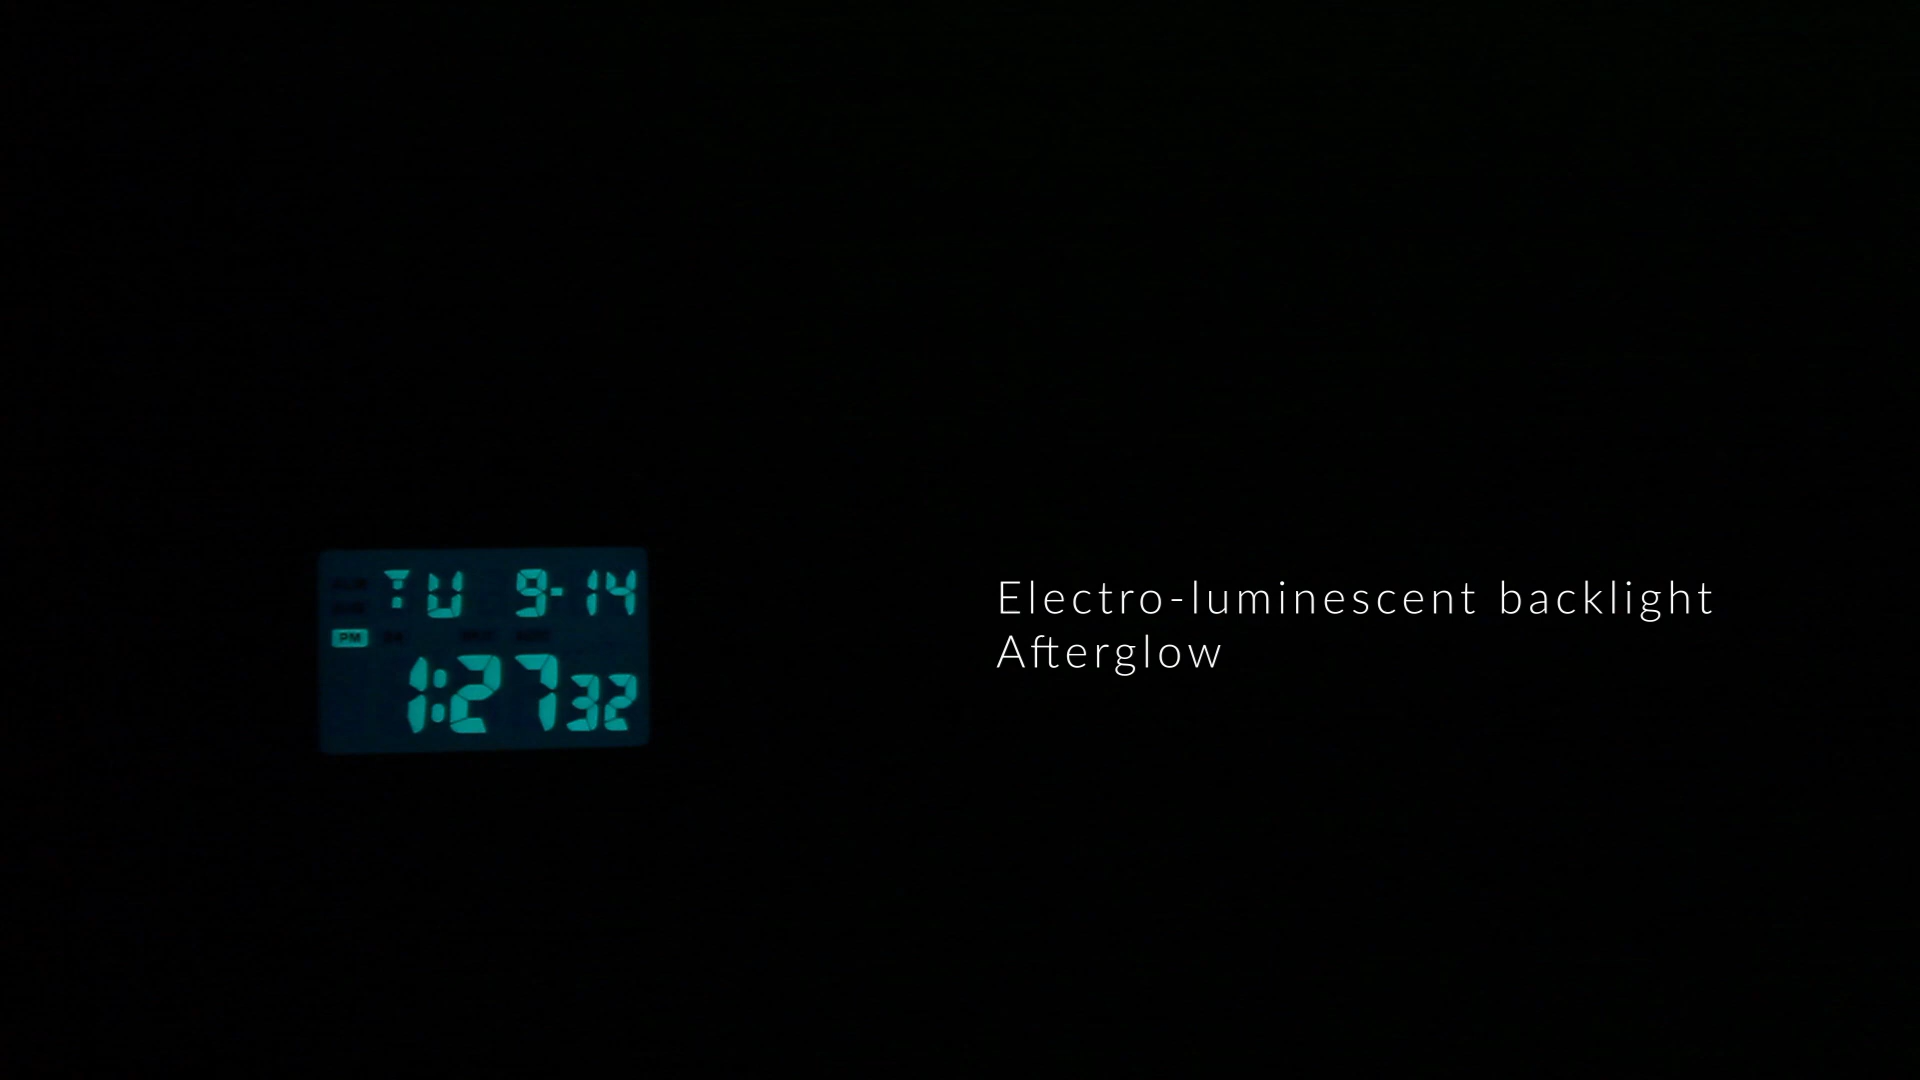 TU 9-14
PM
1:27 32
Electro-luminescent backlight
Afterglow